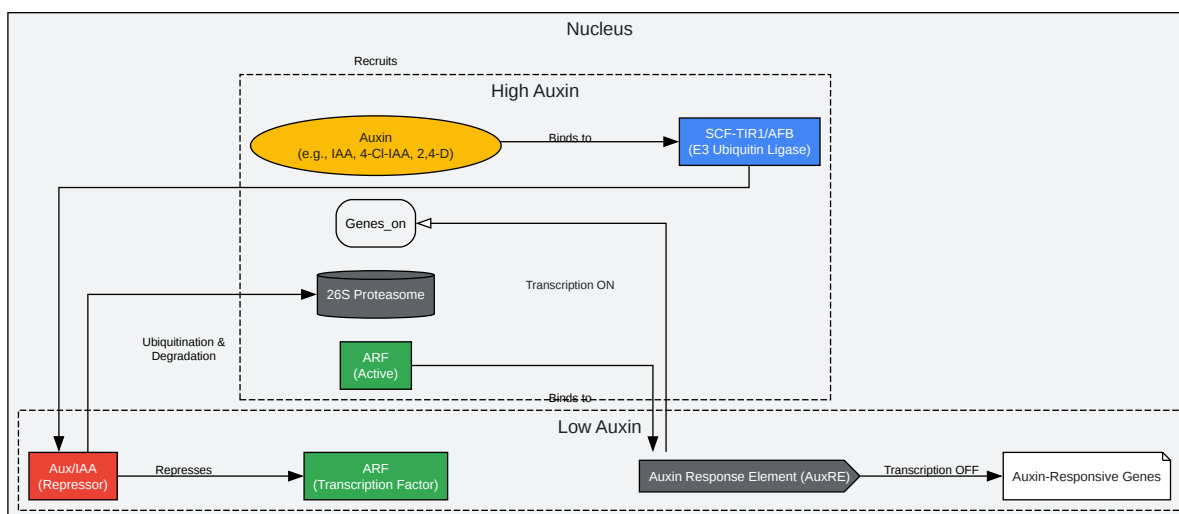 Nucleus
Recruits
High Auxin
Auxin
(e.g., IAA, 4-Cl-IAA, 2,4-D)
Binds to
SCF-TIR1/AFB
(E3 Ubiquitin Ligase)
Genes_on
26S Proteasome
Transcription ON
Ubiquitination &
Degradation
ARF
(Active)
Binds to
Low Auxin
Aux/IAA
(Repressor)
Represses
ARF
(Transcription Factor)
Auxin Response Element (AuxRE)
Transcription OFF
Auxin-Responsive Genes